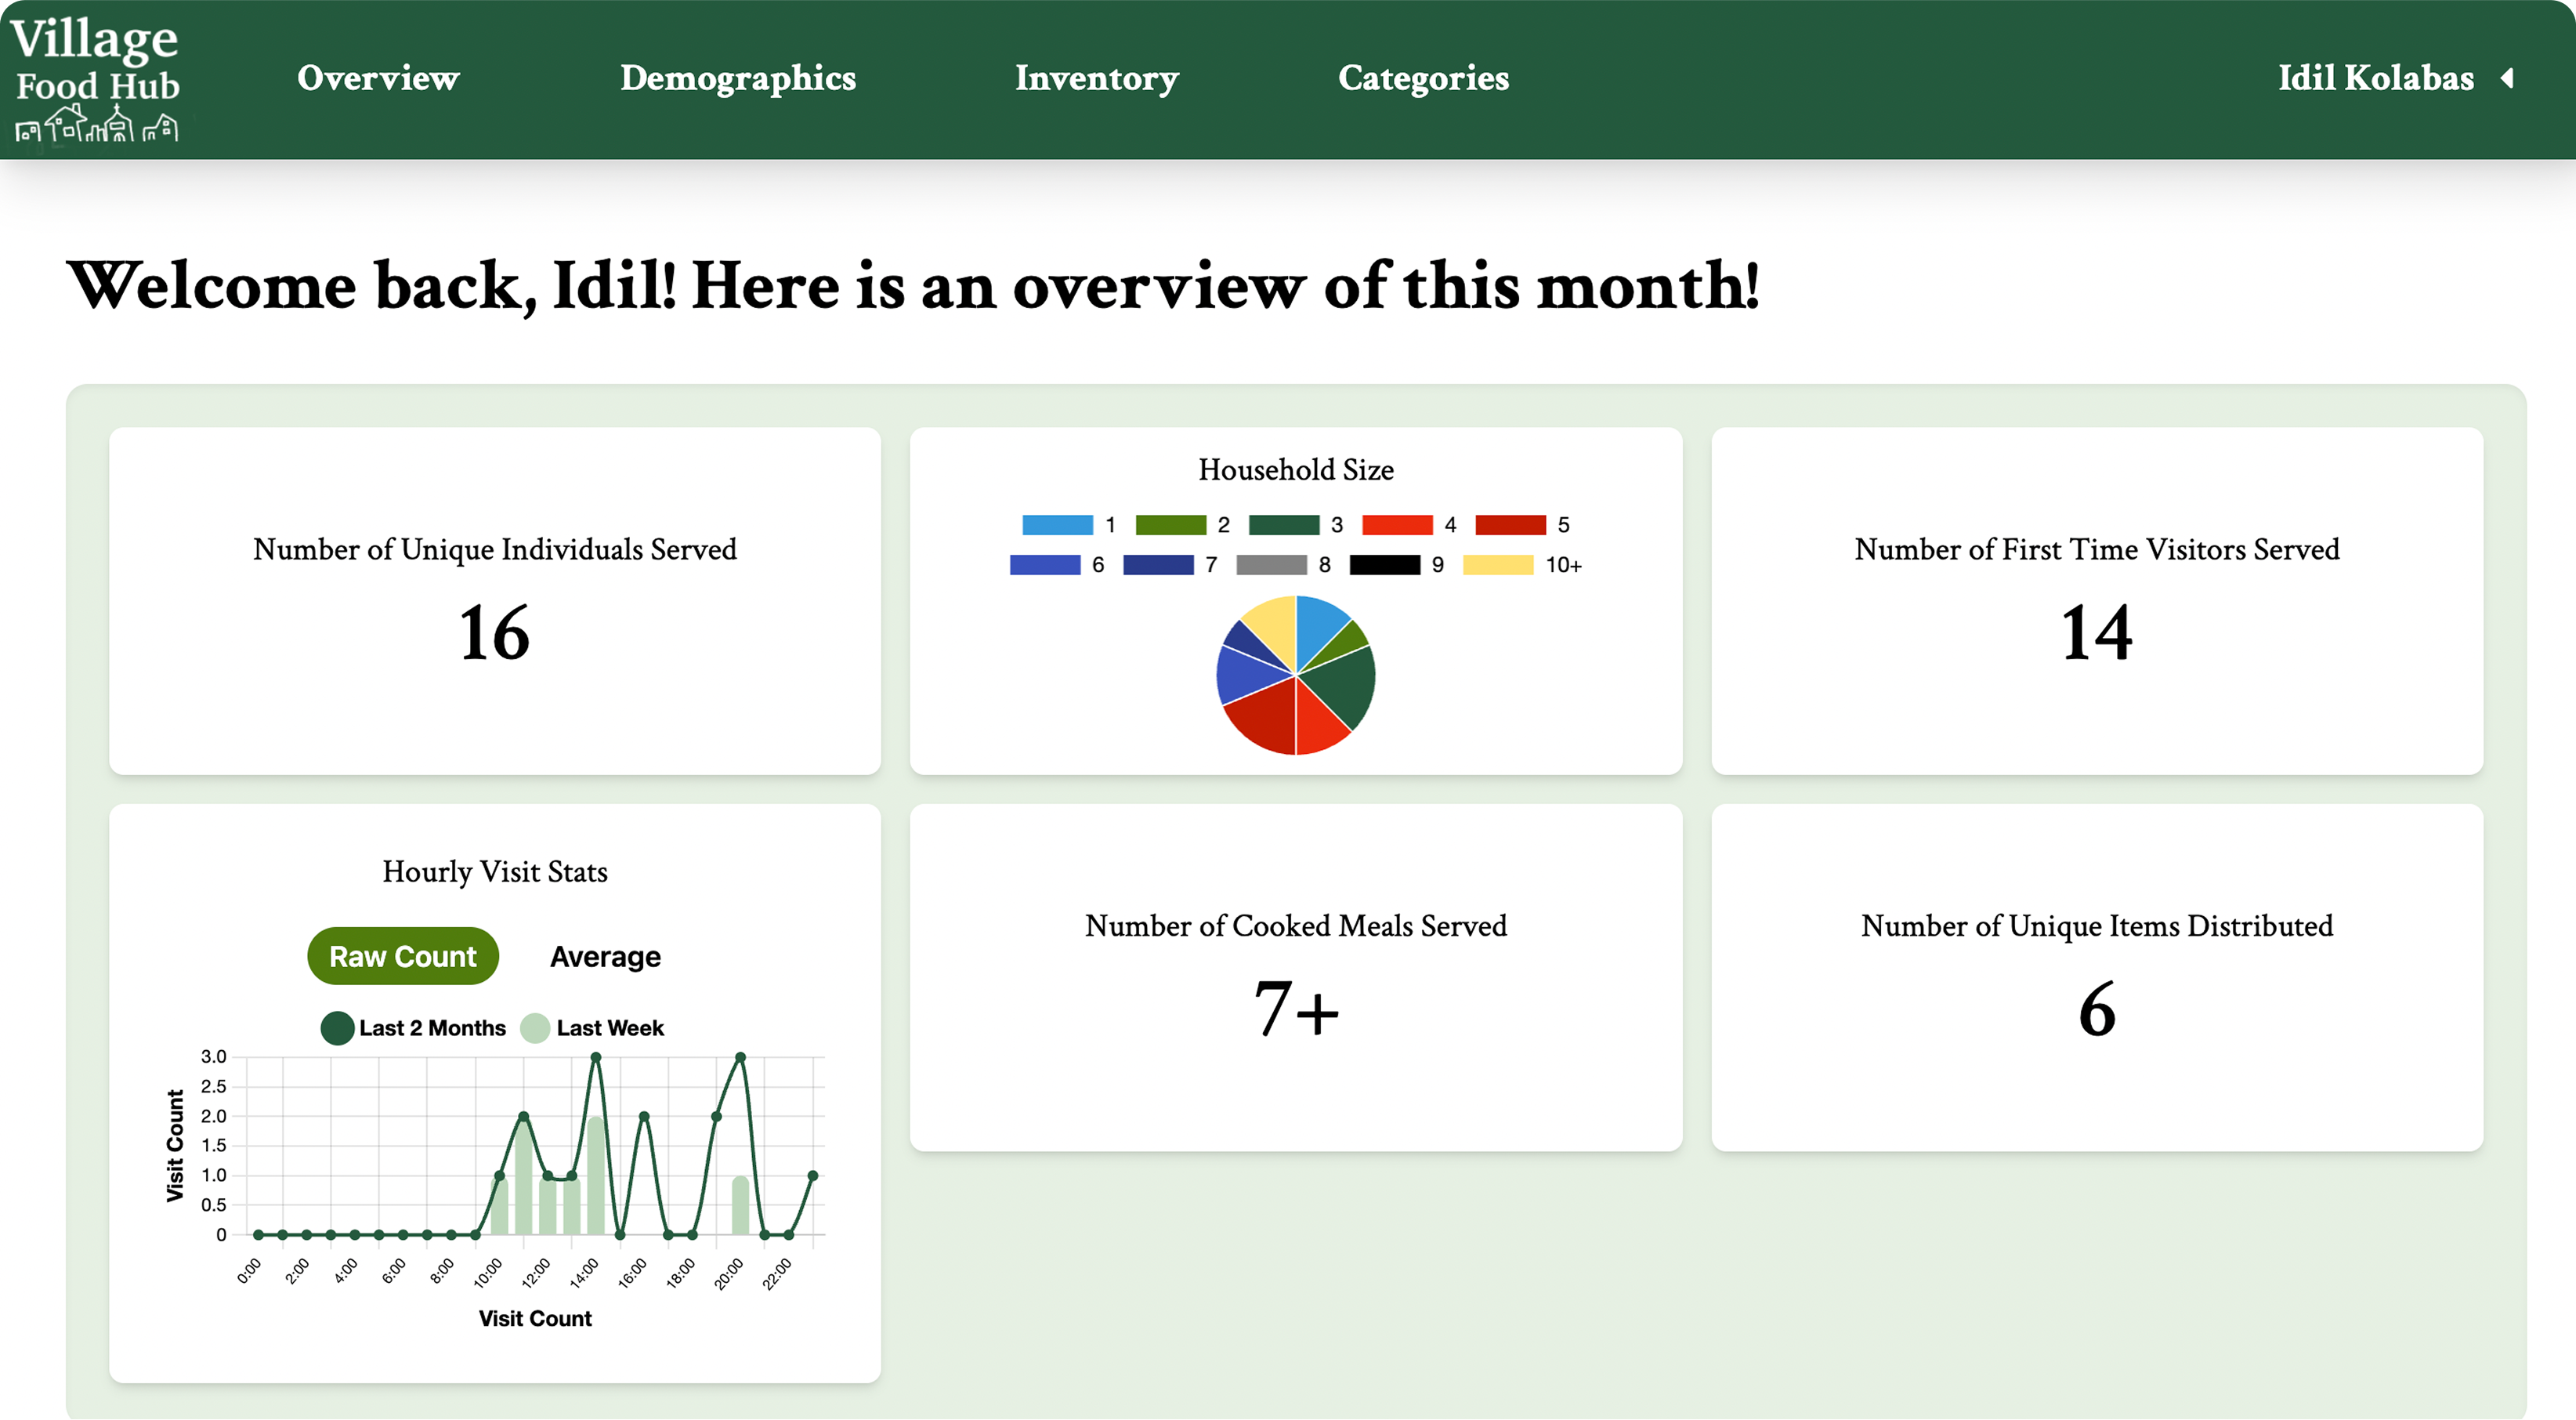 Village
Food Hub
Overview Demographics Inventory Categories Idil Kolabas
Welcome back, Idil! Here is an overview of this month!
Number of Unique Individuals Served
16
Household Size
1 2 3 4 5
6 7 8 9 10+
Number of First Time Visitors Served
14
Hourly Visit Stats
Raw Count Average
Last 2 Months Last Week
Visit Count
3.0
2.5
2.0
1.5
1.0
0.5
0
0:00 2:00 4:00 6:00 8:00 10:00 12:00 14:00 16:00 18:00 20:00 22:00
Visit Count
Number of Cooked Meals Served
7+
Number of Unique Items Distributed
6